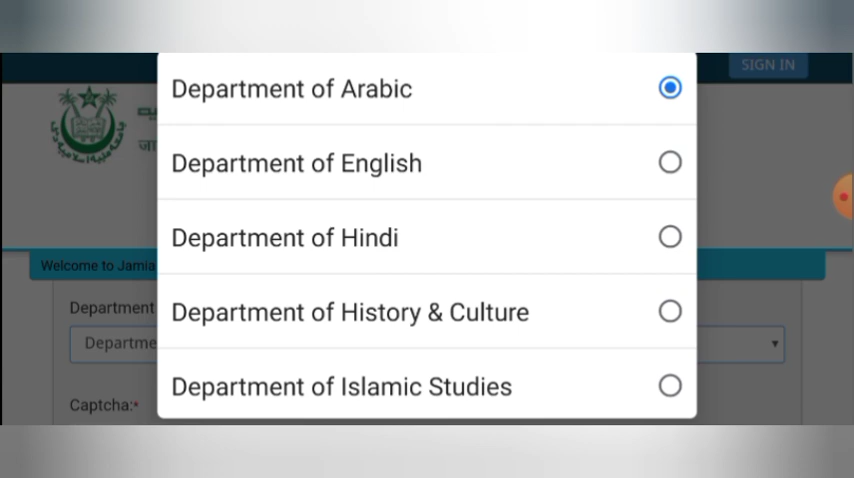 SIGN IN
Department of Arabic
Department of English
Department of Hindi
Department of History & Culture
Department of Islamic Studies
Welcome to Jamia
Department
Departme
Captcha:*